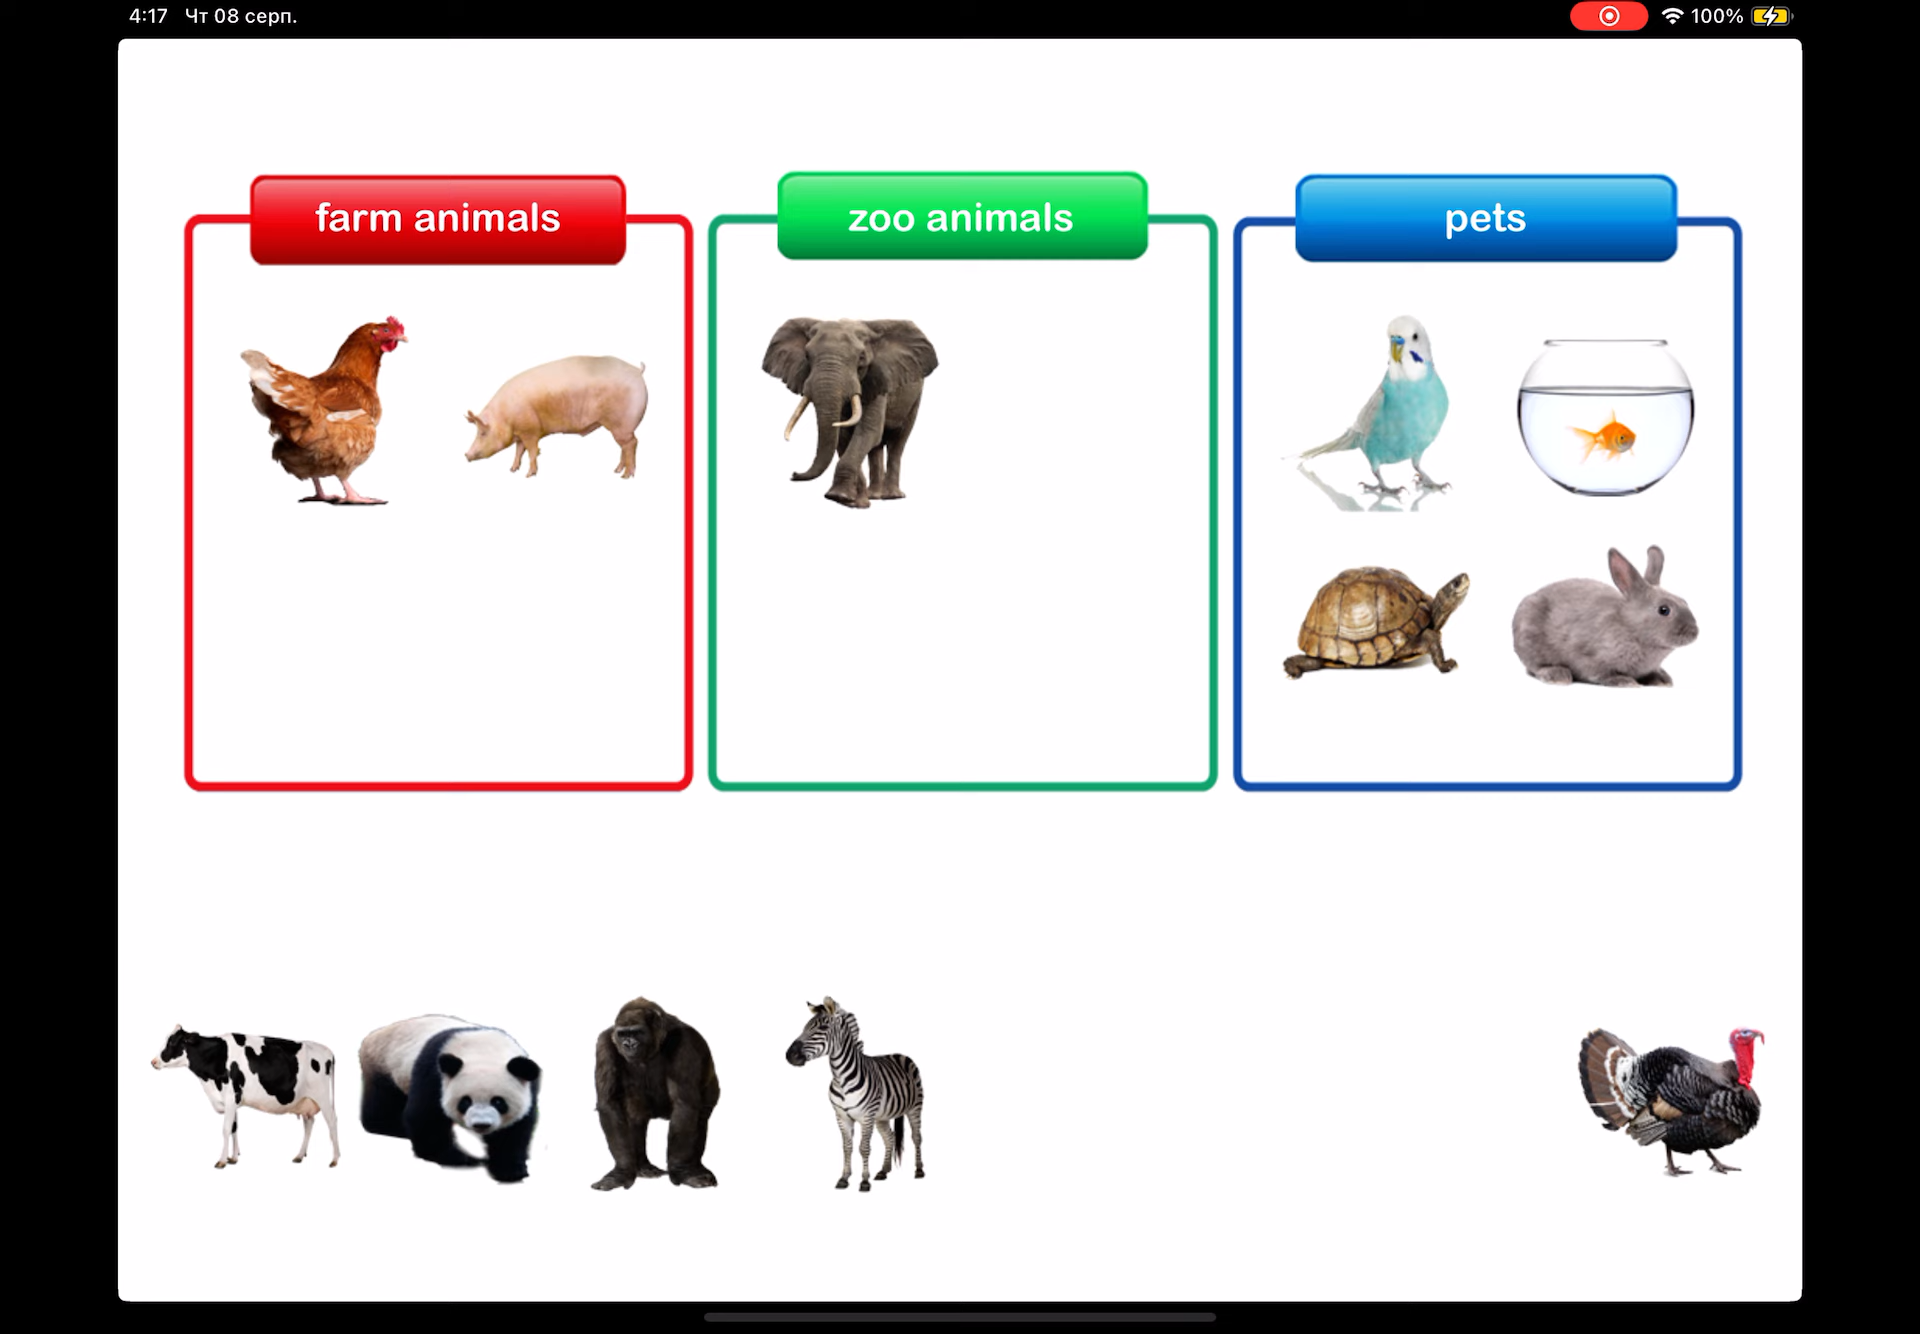 4:17 Чт 08 серп. 100%
farm animals
zoo animals
pets